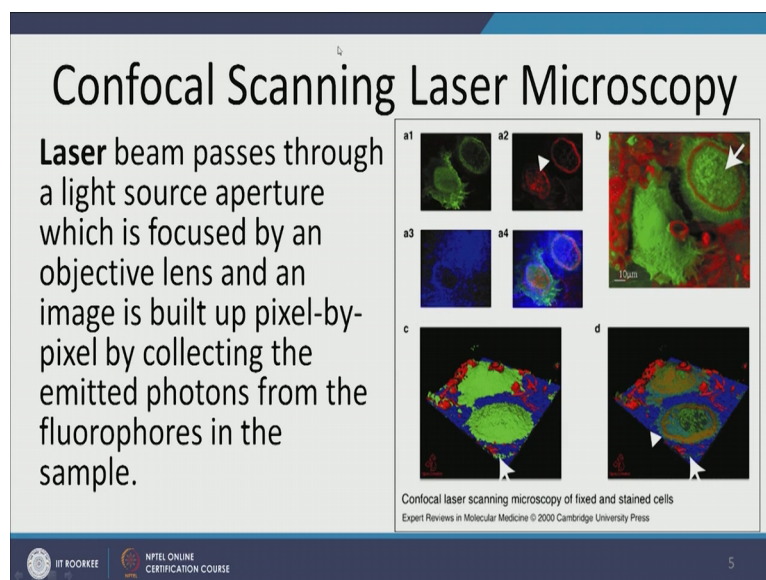 Confocal Scanning Laser Microscopy
Laser beam passes through
a light source aperture
which is focused by an
objective lens and an
image is built up pixel-by-
pixel by collecting the
emitted photons from the
fluorophores in the
sample.
a1
a2
b
a3
a4
10µm
c
d
Confocal laser scanning microscopy of fixed and stained cells
Expert Reviews in Molecular Medicine © 2000 Cambridge University Press
IIT ROORKEE
NPTEL ONLINE
CERTIFICATION COURSE
5